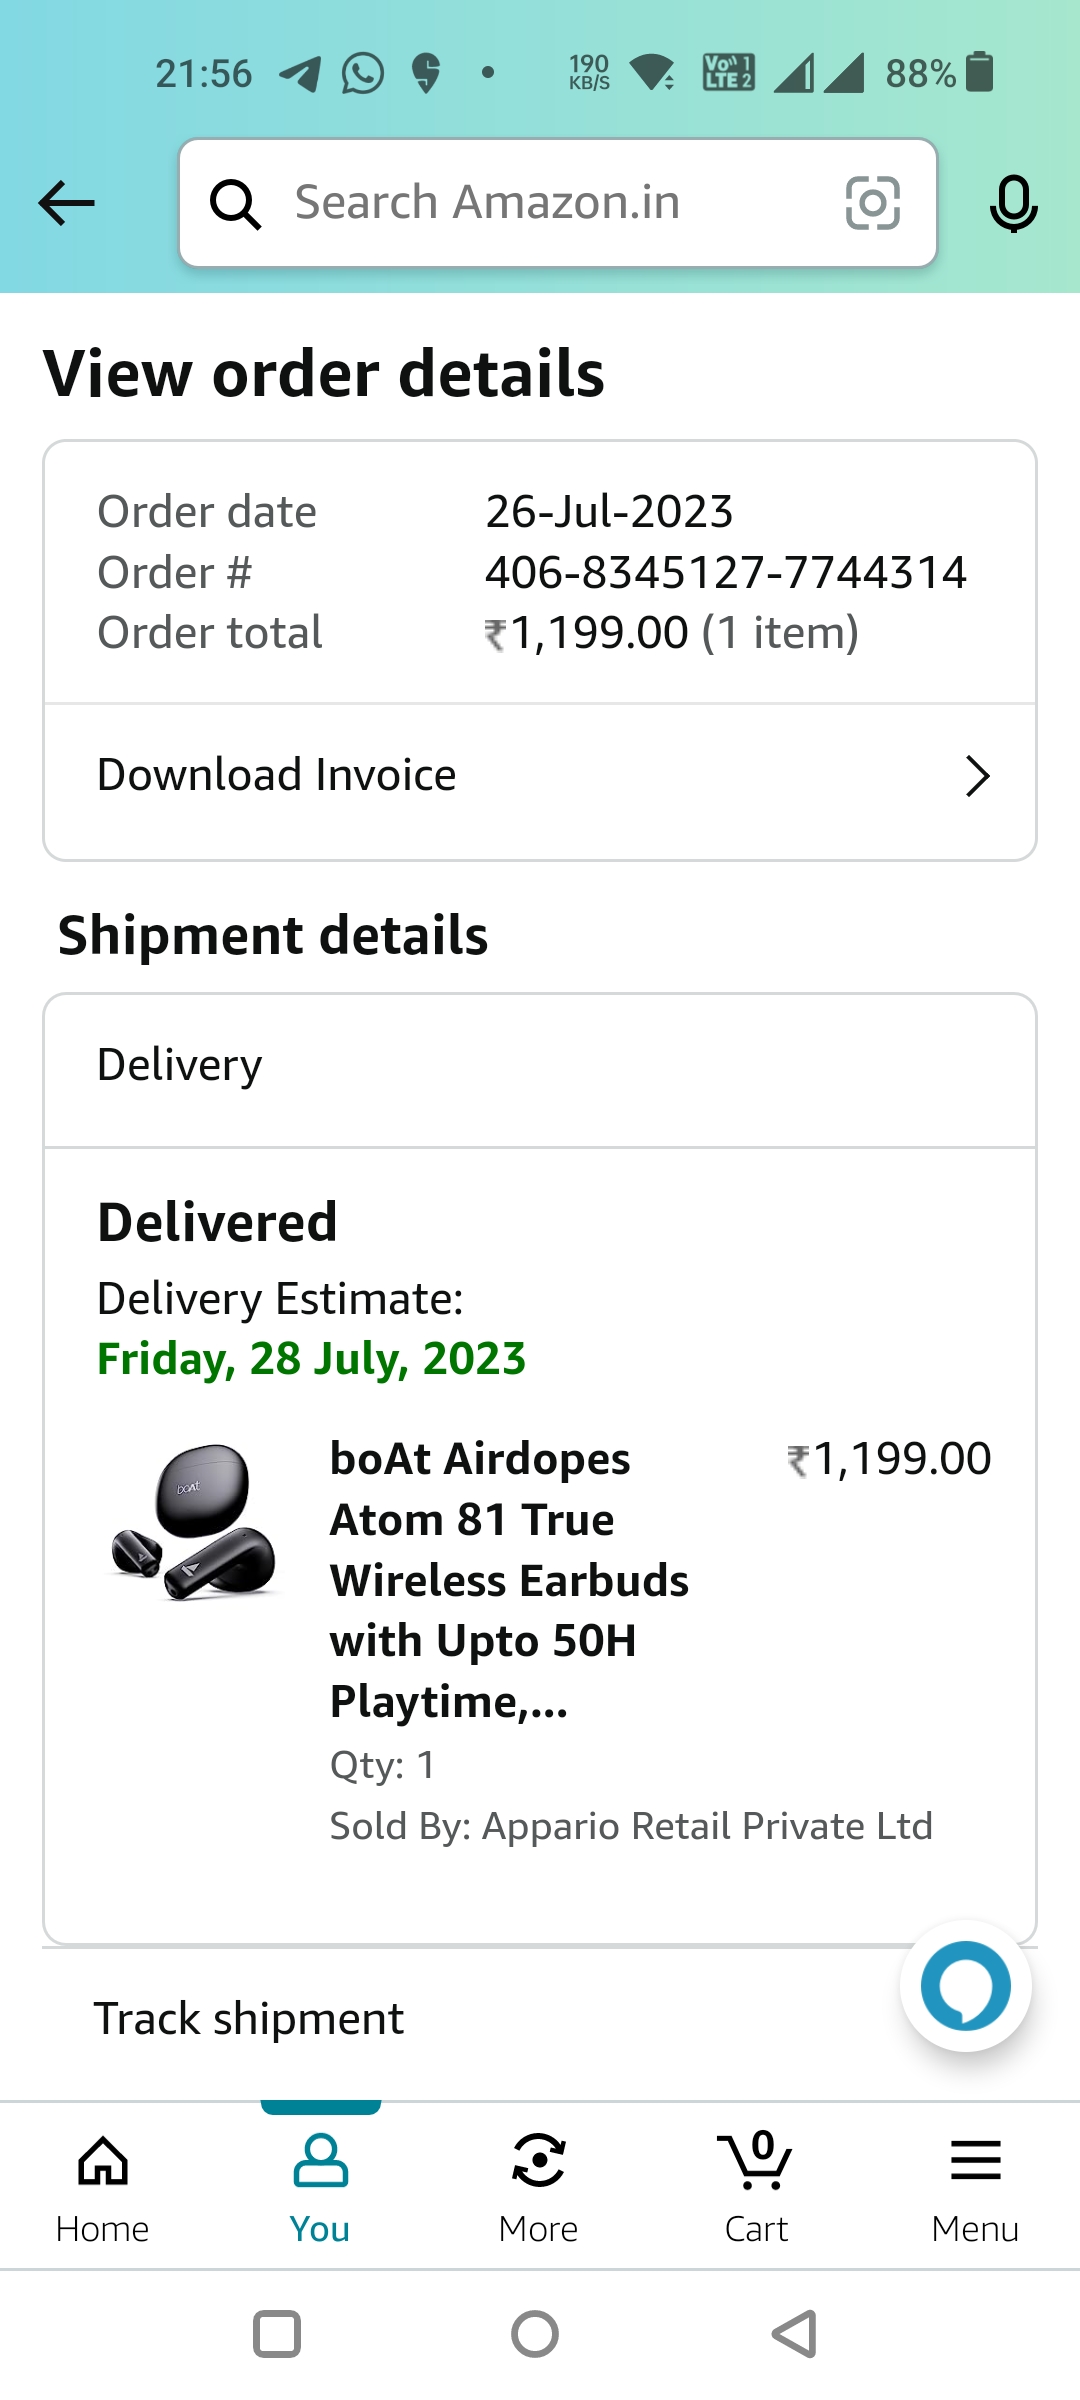 21:56 190 KB/S Vo 1 LTE 2 88%
Search Amazon.in
View order details
Order date 26-Jul-2023
Order # 406-8345127-7744314
Order total ₹1,199.00 (1 item)
Download Invoice
Shipment details
Delivery
Delivered
Delivery Estimate:
Friday, 28 July, 2023
boAt
boAt Airdopes ₹1,199.00
Atom 81 True
Wireless Earbuds
with Upto 50H
Playtime,...
Qty: 1
Sold By: Appario Retail Private Ltd
Track shipment
0
Home You More Cart Menu